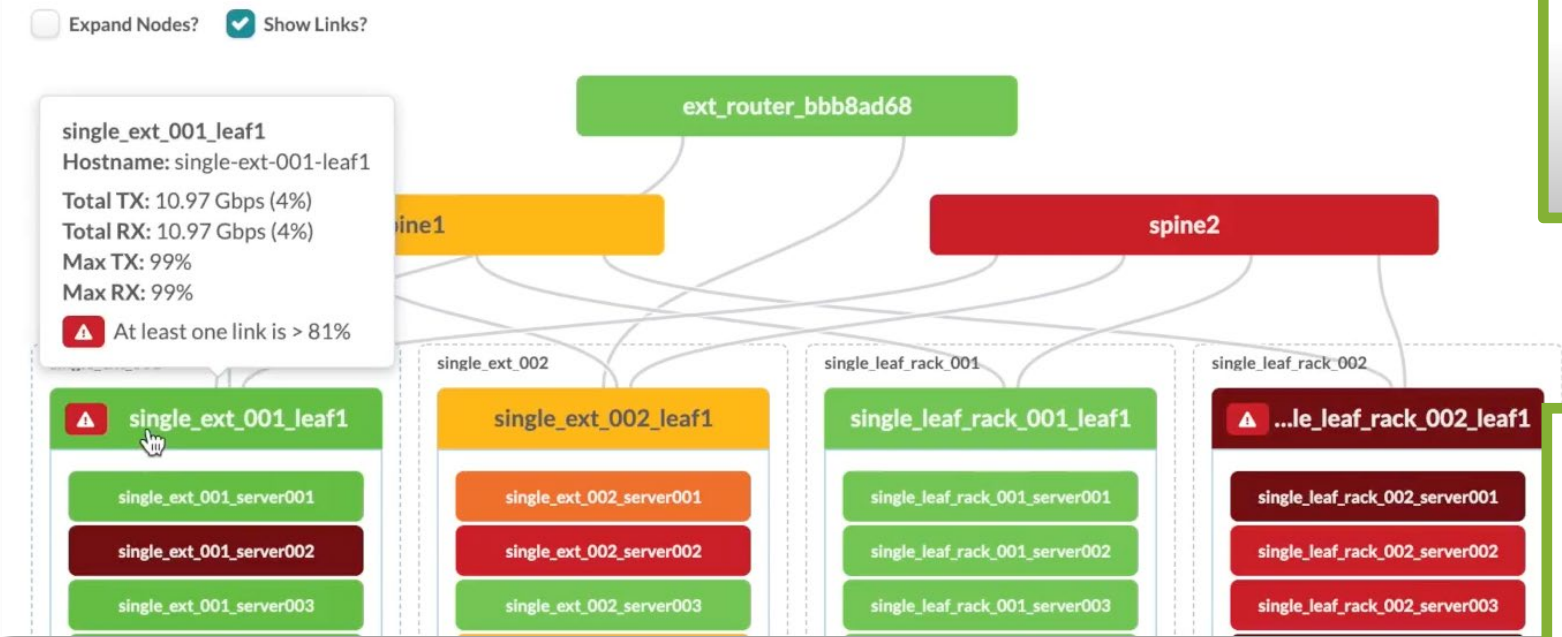 Expand Nodes? Show Links?
ext_router_bbb8ad68
single_ext_001_leaf1
Hostname: single-ext-001-leaf1
Total TX: 10.97 Gbps (4%)
Total RX: 10.97 Gbps (4%)
Max TX: 99%
Max RX: 99%
At least one link is > 81%
ine1
spine2
single_ext_002
single_leaf_rack_001
single_leaf_rack_002
single_ext_001_leaf1
single_ext_002_leaf1
single_leaf_rack_001_leaf1
...le_leaf_rack_002_leaf1
single_ext_001_server001
single_ext_002_server001
single_leaf_rack_001_server001
single_leaf_rack_002_server001
single_ext_001_server002
single_ext_002_server002
single_leaf_rack_001_server002
single_leaf_rack_002_server002
single_ext_001_server003
single_ext_002_server003
single_leaf_rack_001_server003
single_leaf_rack_002_server003